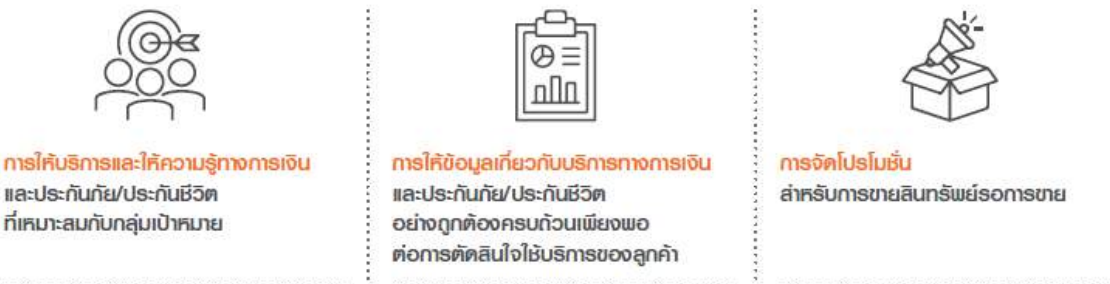 การให้บริการและให้ความรู้ทางการเงิน
และประกันภัย/ประกันชีวิต
ที่เหมาะสมกับกลุ่มเป้าหมาย
การให้ข้อมูลเกี่ยวกับบริการทางการเงิน
และประกันภัย/ประกันชีวิต
อย่างถูกต้องครบถ้วนเพียงพอ
ต่อการตัดสินใจใช้บริการของลูกค้า
การจัดโปรโมชั่น
สำหรับการขายสินทรัพย์รอการขาย